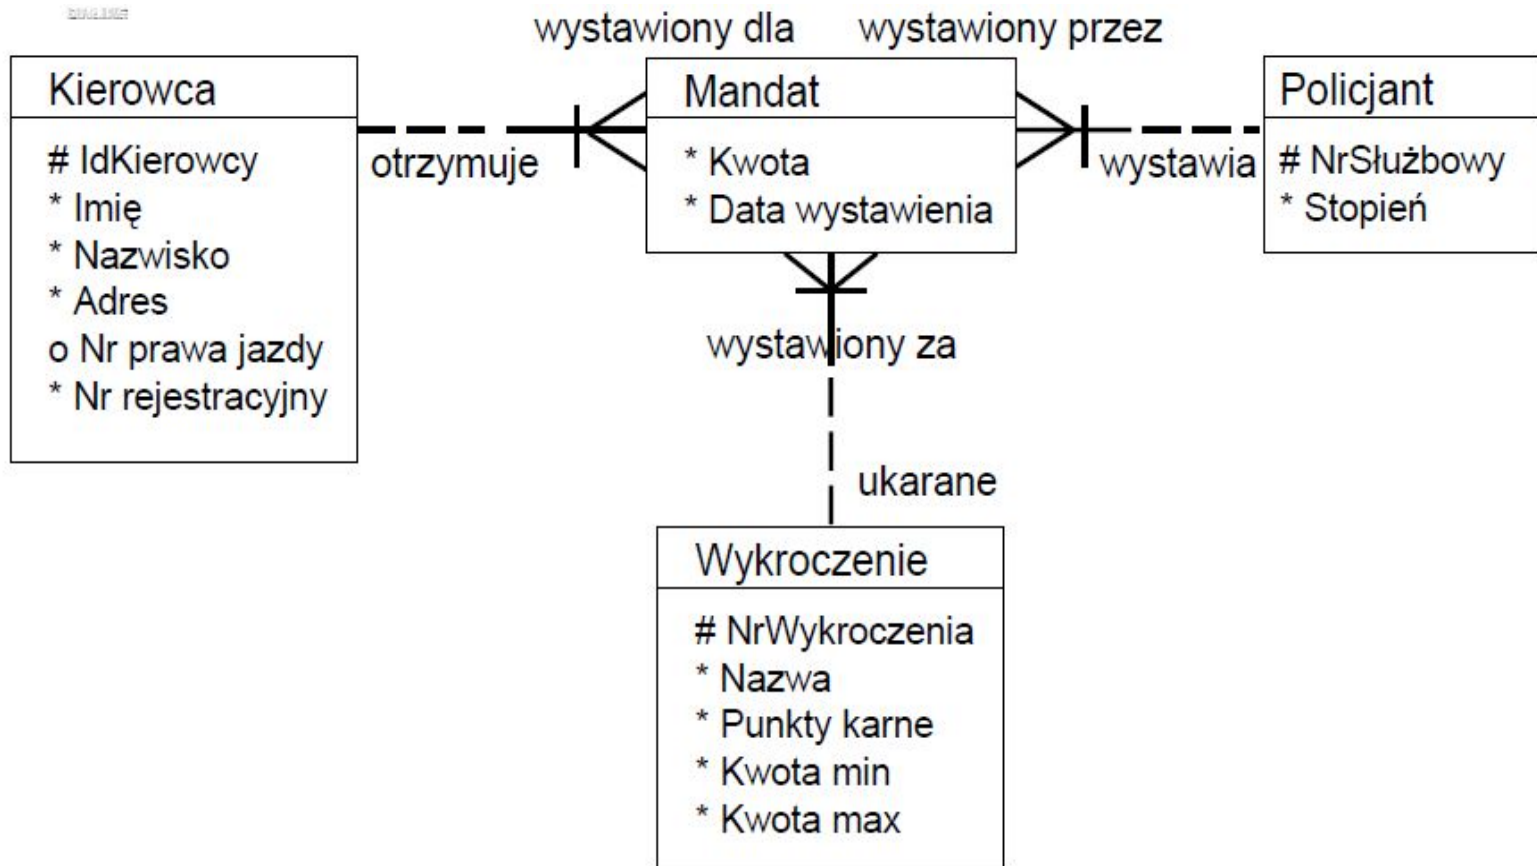 wystawiony dla
wystawiony przez
Kierowca
# IdKierowcy
* Imię
* Nazwisko
* Adres
o Nr prawa jazdy
* Nr rejestracyjny
otrzymuje
Mandat
* Kwota
* Data wystawienia
wystawia
Policjant
# NrSłużbowy
* Stopień
wystawiony za
ukarane
Wykroczenie
# NrWykroczenia
* Nazwa
* Punkty karne
* Kwota min
* Kwota max